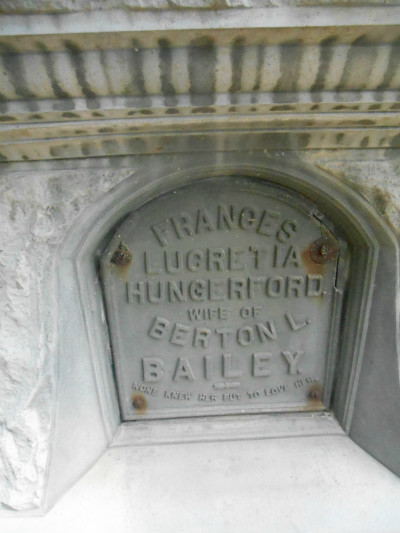 FRANCES
LUCRETIA
HUNGERFORD.
WIFE OF
BERTON L.
BAILEY.
NONE KNEW HER BUT TO LOVE HER.